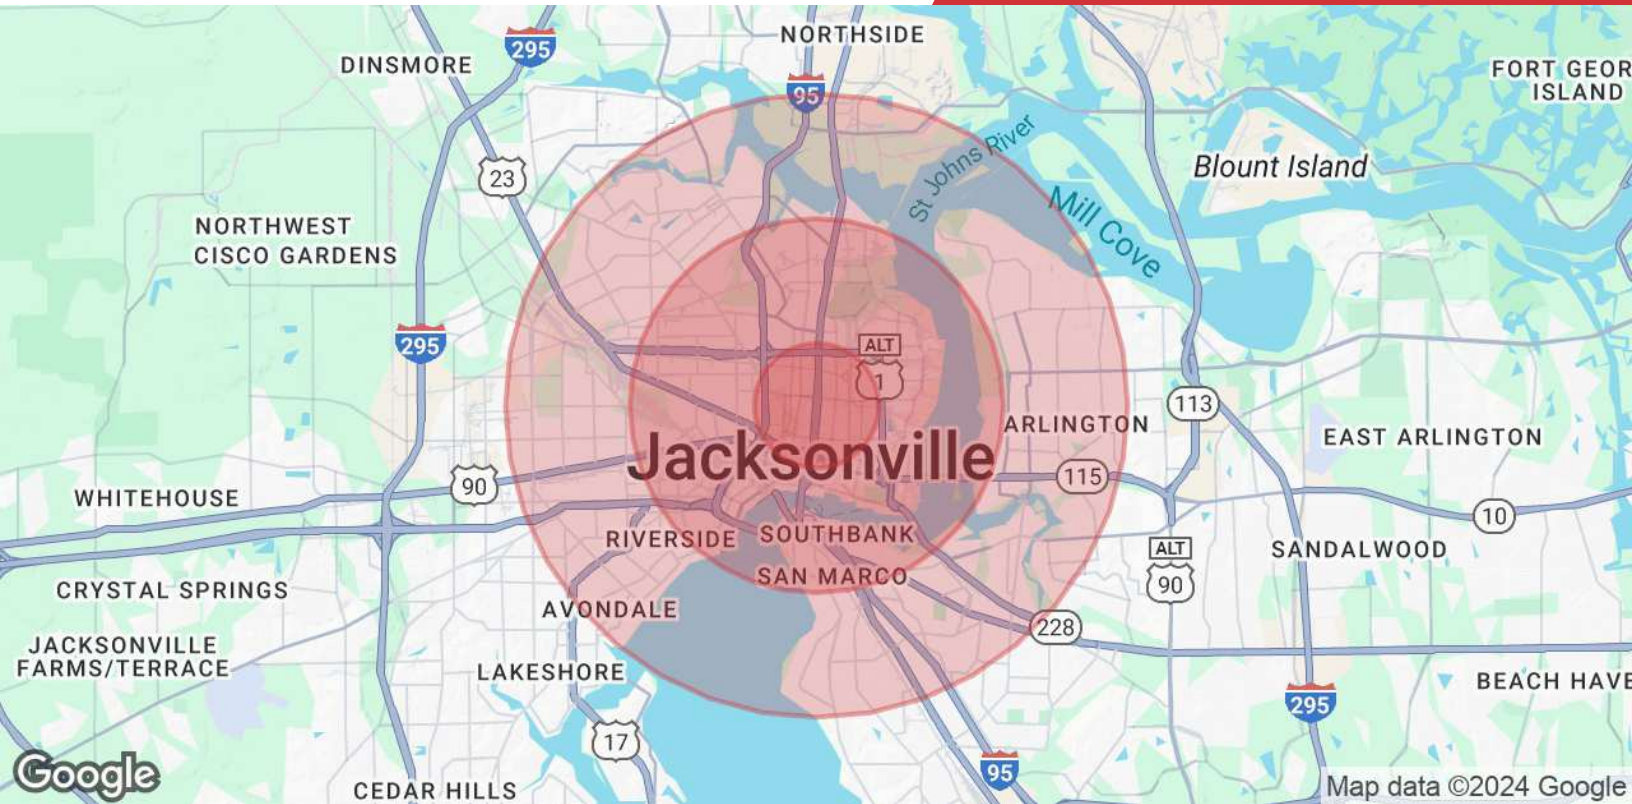 NORTHSIDE
295
DINSMORE
FORT GEOR
ISLAND
95
St Johns River
Blount Island
23
Mill Cove
NORTHWEST
CISCO GARDENS
295
ALT
1
113
ARLINGTON
EAST ARLINGTON
Jacksonville
115
90
WHITEHOUSE
10
RIVERSIDE
SOUTHBANK
ALT
90
SANDALWOOD
SAN MARCO
CRYSTAL SPRINGS
AVONDALE
228
JACKSONVILLE
FARMS/TERRACE
LAKESHORE
BEACH HAVE
295
17
95
Google
CEDAR HILLS
Map data ©2024 Google